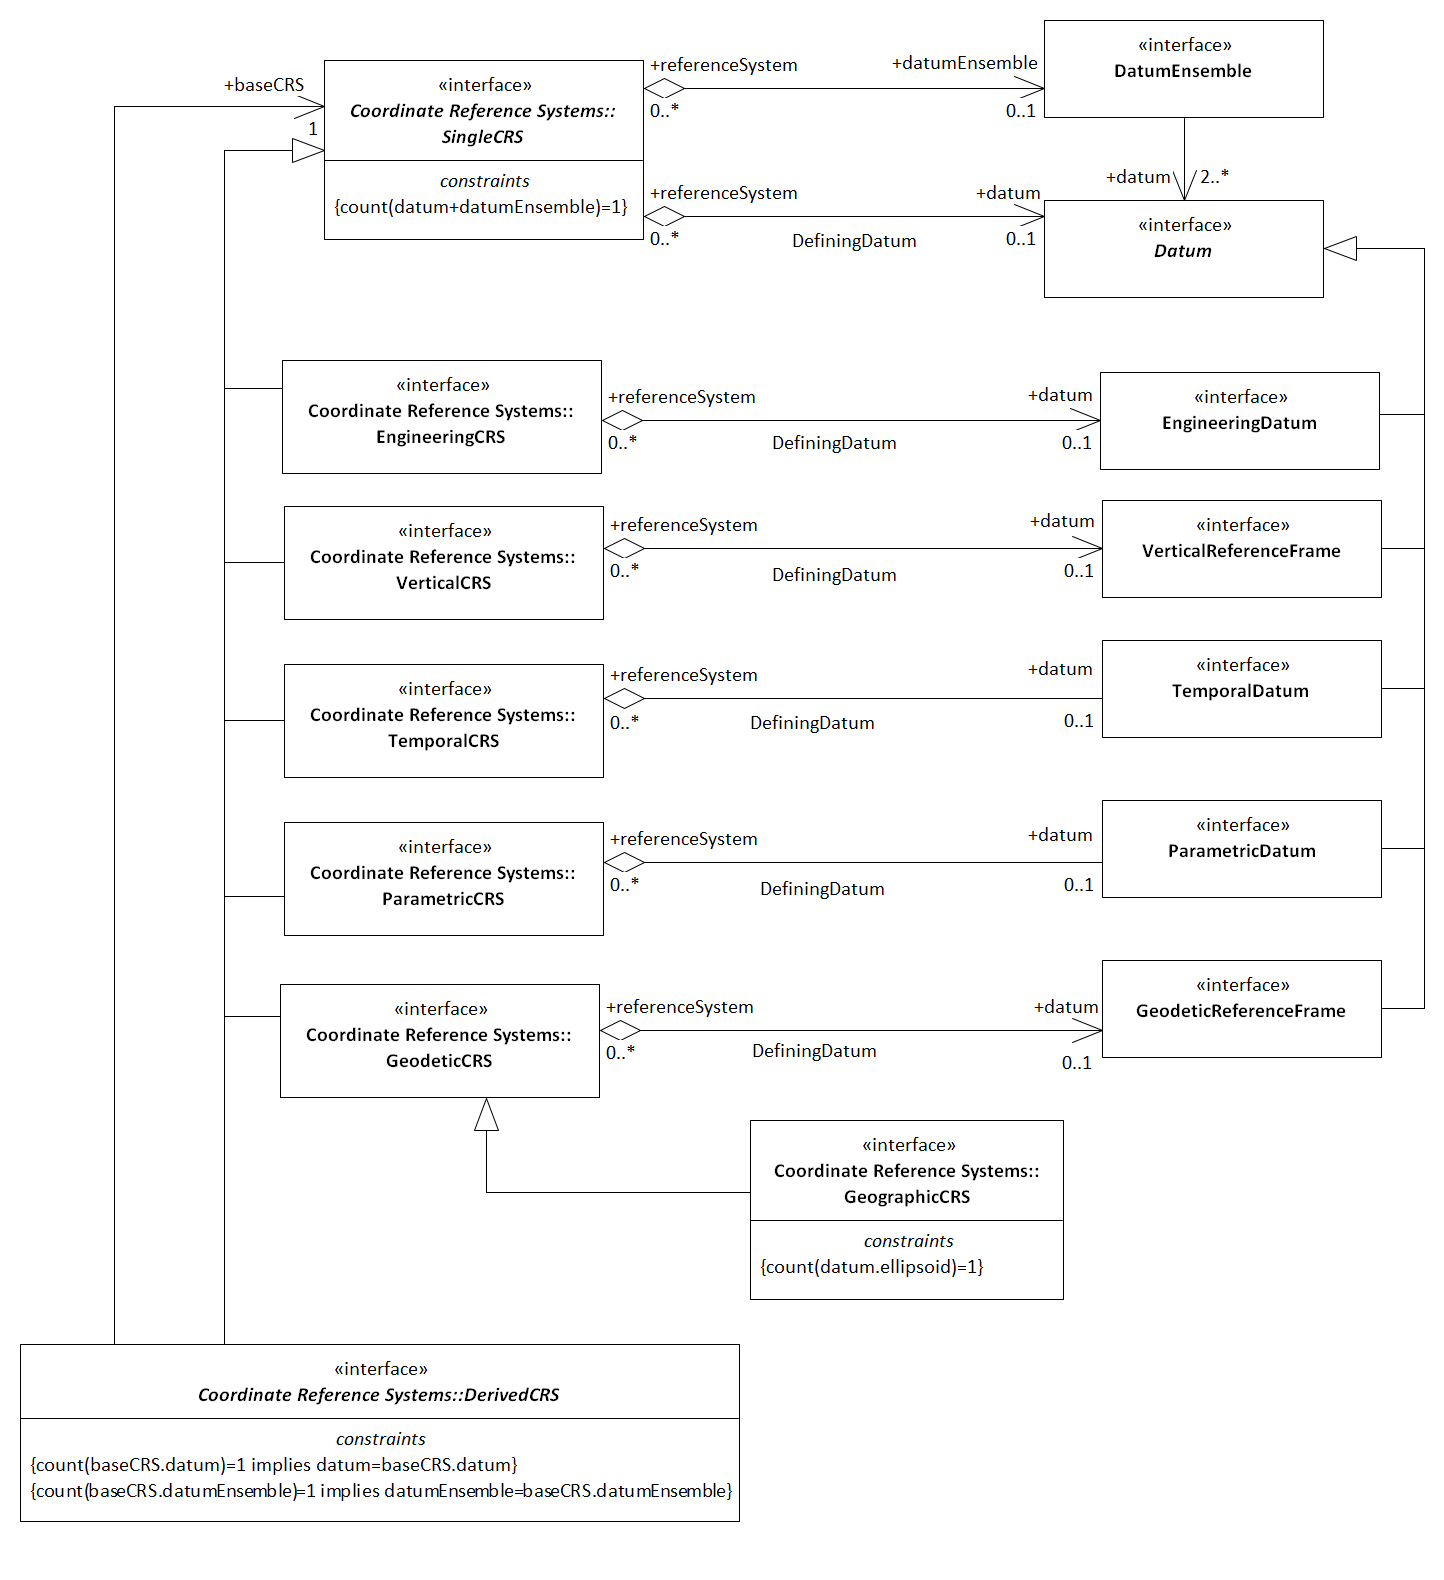 +baseCRS
1
«interface»
Coordinate Reference Systems::
SingleCRS
constraints
{count(datum+datumEnsemble)=1}
+referenceSystem
0..*
+datumEnsemble
0..1
«interface»
DatumEnsemble
+datum
2..*
+referenceSystem
0..*
DefiningDatum
+datum
0..1
«interface»
Datum
«interface»
Coordinate Reference Systems::
EngineeringCRS
+referenceSystem
0..*
DefiningDatum
+datum
0..1
«interface»
EngineeringDatum
«interface»
Coordinate Reference Systems::
VerticalCRS
+referenceSystem
0..*
DefiningDatum
+datum
0..1
«interface»
VerticalReferenceFrame
«interface»
Coordinate Reference Systems::
TemporalCRS
+referenceSystem
0..*
DefiningDatum
+datum
0..1
«interface»
TemporalDatum
«interface»
Coordinate Reference Systems::
ParametricCRS
+referenceSystem
0..*
DefiningDatum
+datum
0..1
«interface»
ParametricDatum
«interface»
Coordinate Reference Systems::
GeodeticCRS
+referenceSystem
0..*
DefiningDatum
+datum
0..1
«interface»
GeodeticReferenceFrame
«interface»
Coordinate Reference Systems::
GeographicCRS
constraints
{count(datum.ellipsoid)=1}
«interface»
Coordinate Reference Systems::DerivedCRS
constraints
{count(baseCRS.datum)=1 implies datum=baseCRS.datum}
{count(baseCRS.datumEnsemble)=1 implies datumEnsemble=baseCRS.datumEnsemble}